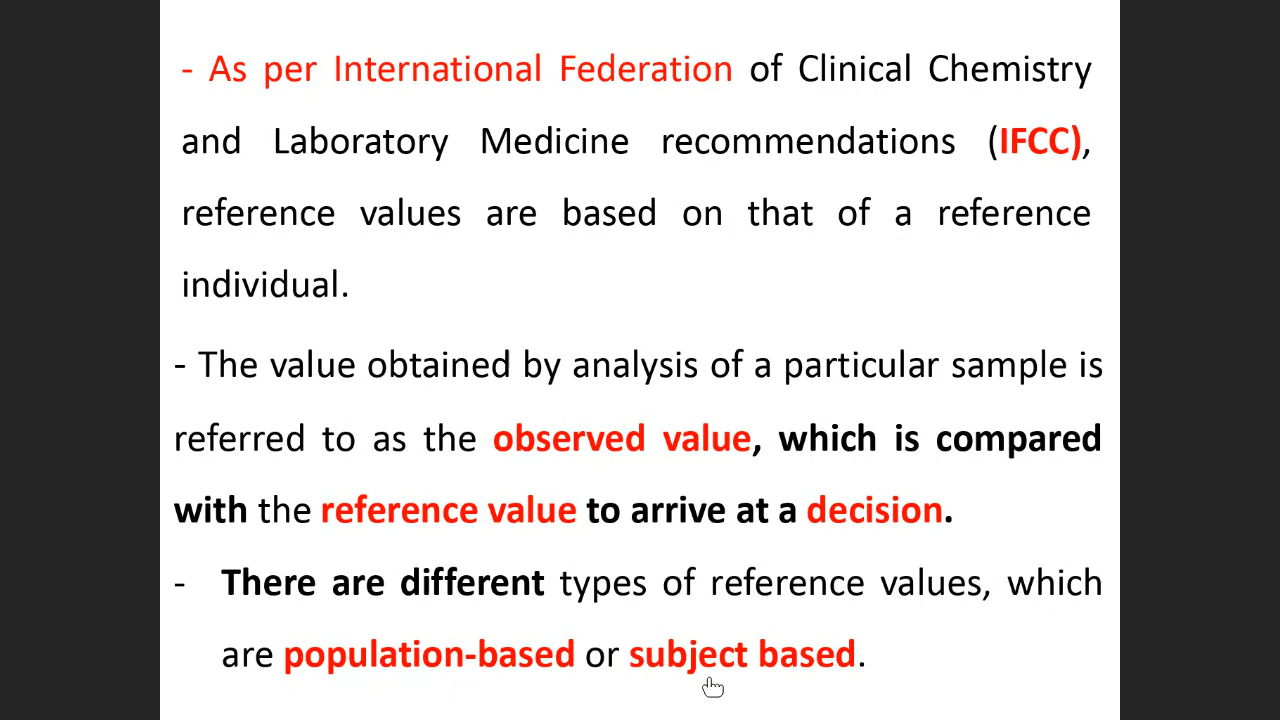 - As per International Federation of Clinical Chemistry
and Laboratory Medicine recommendations (IFCC),
reference values are based on that of a reference
individual.
- The value obtained by analysis of a particular sample is
referred to as the observed value, which is compared
with the reference value to arrive at a decision.
- There are different types of reference values, which
are population-based or subject based.